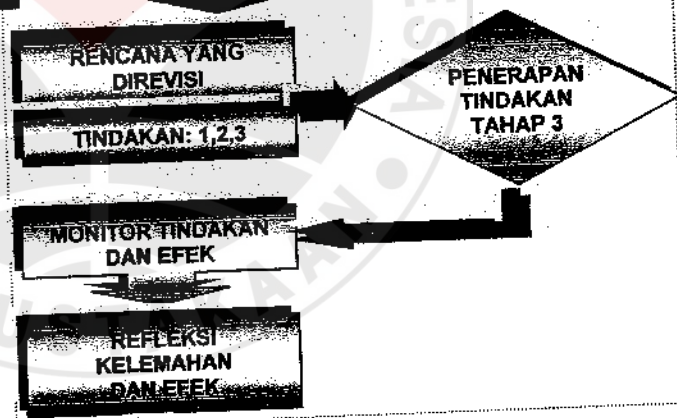 RENCANA YANG
DIREVISI
TINDAKAN: 1,2,3
PENERAPAN
TINDAKAN
TAHAP 3
MONITOR TINDAKAN
DAN EFEK
REFLEKSI
KELEMAHAN
DAN EFEK